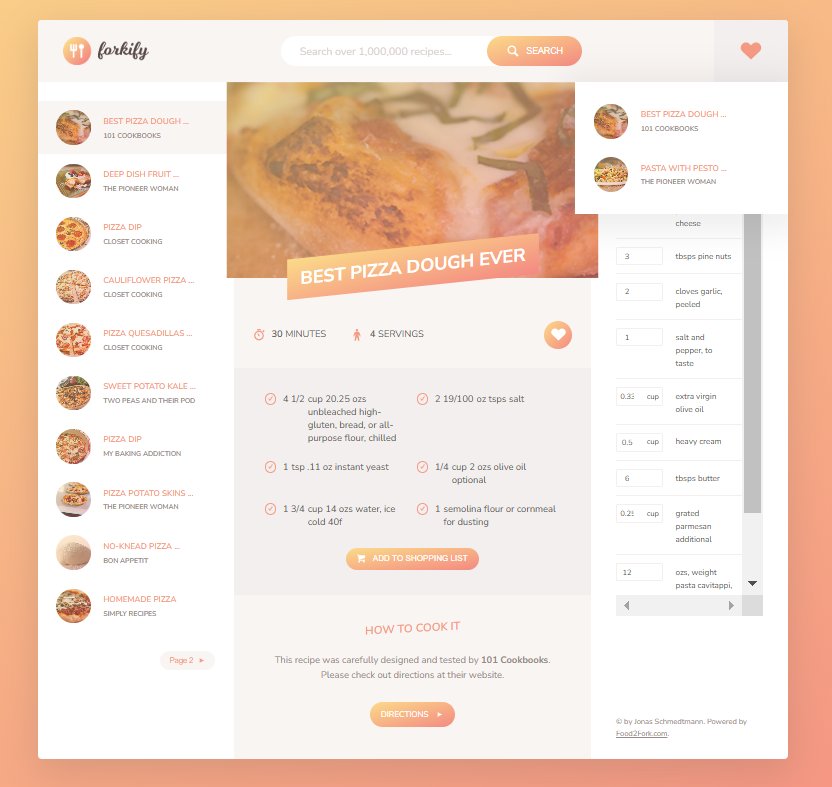 forkify
Search over 1,000,000 recipes...
SEARCH
BEST PIZZA DOUGH ...
101 COOKBOOKS
DEEP DISH FRUIT ...
THE PIONEER WOMAN
PIZZA DIP
CLOSET COOKING
CAULIFLOWER PIZZA ...
CLOSET COOKING
PIZZA QUESADILLAS ...
CLOSET COOKING
SWEET POTATO KALE ...
TWO PEAS AND THEIR POD
PIZZA DIP
MY BAKING ADDICTION
PIZZA POTATO SKINS ...
THE PIONEER WOMAN
NO-KNEAD PIZZA ...
BON APPETIT
HOMEMADE PIZZA
SIMPLY RECIPES
Page 2
BEST PIZZA DOUGH EVER
30 MINUTES
4 SERVINGS
4 1/2 cup 20.25 ozs
unbleached high-
gluten, bread, or all-
purpose flour, chilled
2 19/100 oz tsps salt
1 tsp .11 oz instant yeast
1/4 cup 2 ozs olive oil
optional
1 3/4 cup 14 ozs water, ice
cold 40f
1 semolina flour or cornmeal
for dusting
ADD TO SHOPPING LIST
HOW TO COOK IT
This recipe was carefully designed and tested by 101 Cookbooks.
Please check out directions at their website.
DIRECTIONS
BEST PIZZA DOUGH ...
101 COOKBOOKS
PASTA WITH PESTO ...
THE PIONEER WOMAN
cheese
3 tbsps pine nuts
2 cloves garlic,
peeled
1 salt and
pepper, to
taste
0.33 cup extra virgin
olive oil
0.5 cup heavy cream
6 tbsps butter
0.25 cup grated
parmesan
additional
12 ozs, weight
pasta cavitappi,
© by Jonas Schmedtmann. Powered by
Food2Fork.com.